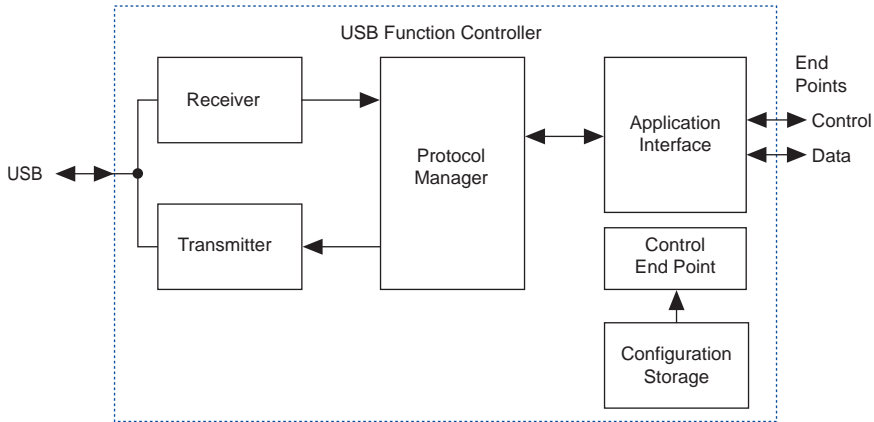 USB Function Controller
End
Points
Receiver
Control
Application
Interface
Protocol
Manager
Data
USB
Transmitter
Control
End Point
Configuration
Storage